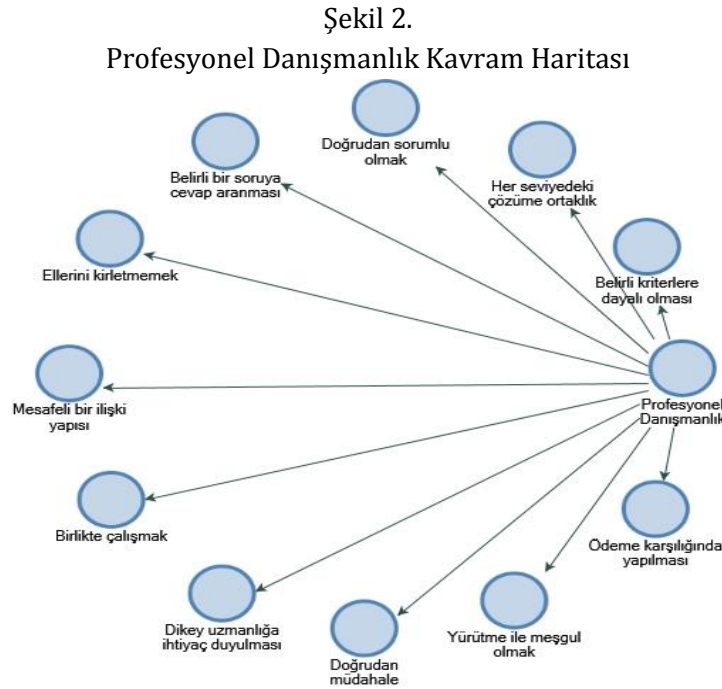 Şekil 2.
Profesyonel Danışmanlık Kavram Haritası
Doğrudan sorumlu
olmak
Belirli bir soruya
cevap aranması
Her seviyedeki
çözüme ortaklık
Ellerini kirletmemek
Belirli kriterlere
dayalı olması
Mesafeli bir ilişki
yapısı
Profesyonel
Danışmanlık
Birlikte çalışmak
Ödeme karşılığında
yapılması
Dikey uzmanlığa
ihtiyaç duyulması
Doğrudan
müdahale
Yürütme ile meşgul
olmak